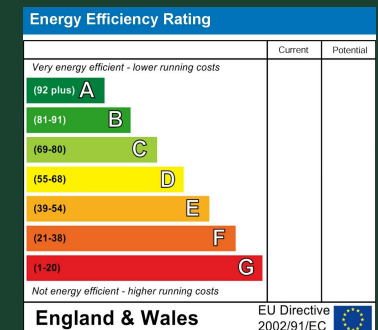 Energy Efficiency Rating
Current Potential
Very energy efficient - lower running costs
(92 plus) A
(81-91) B
(69-80) C
(55-68) D
(39-54) E
(21-38) F
(1-20) G
Not energy efficient - higher running costs
England & Wales
EU Directive
2002/91/EC